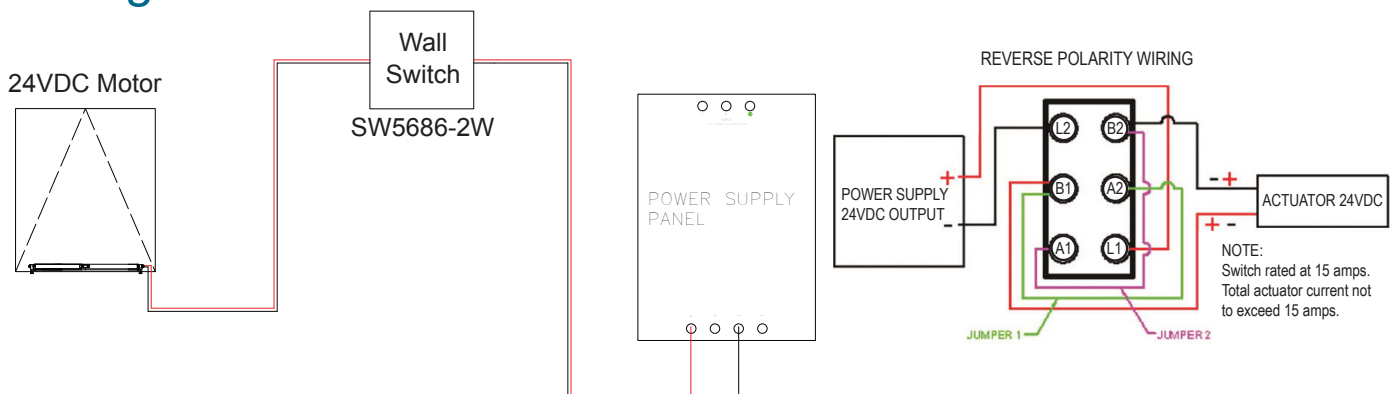 Wall
Switch
SW5686-2W
24VDC Motor
POWER SUPPLY
PANEL
REVERSE POLARITY WIRING
L2
B2
B1
A2
A1
L1
POWER SUPPLY
24VDC OUTPUT
+
-
- +
+ -
ACTUATOR 24VDC
NOTE:
Switch rated at 15 amps.
Total actuator current not
to exceed 15 amps.
JUMPER 1
JUMPER 2